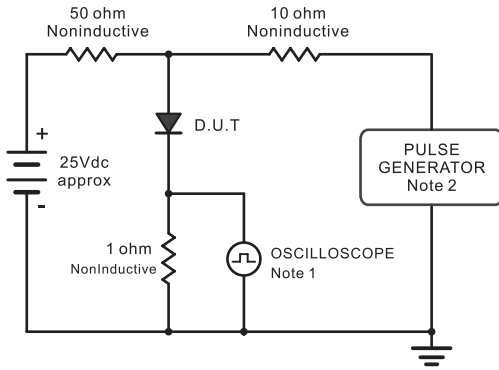 50 ohm
Noninductive
10 ohm
Noninductive
+
D.U.T
25Vdc
approx
-
PULSE
GENERATOR
Note 2
1 ohm
NonInductive
OSCILLOSCOPE
Note 1